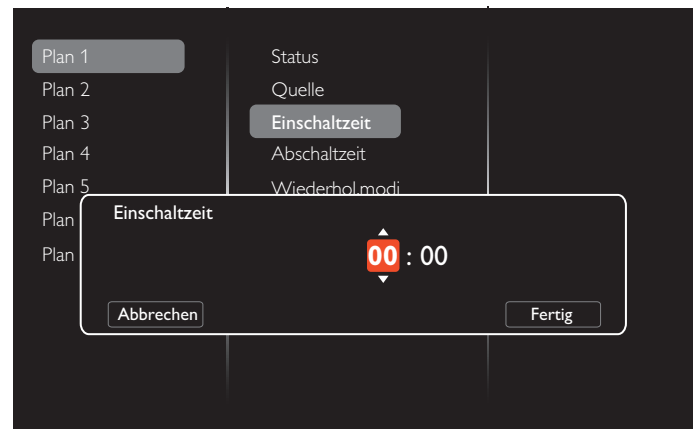 Plan 1
Plan 2
Plan 3
Plan 4
Plan 5
Plan
Plan
Status
Quelle
Einschaltzeit
Abschaltzeit
Wiederhol.modi
Einschaltzeit
00 : 00
Abbrechen
Fertig